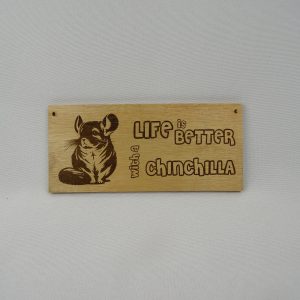 LIFE is
BETTER
with a
CHINCHILLA